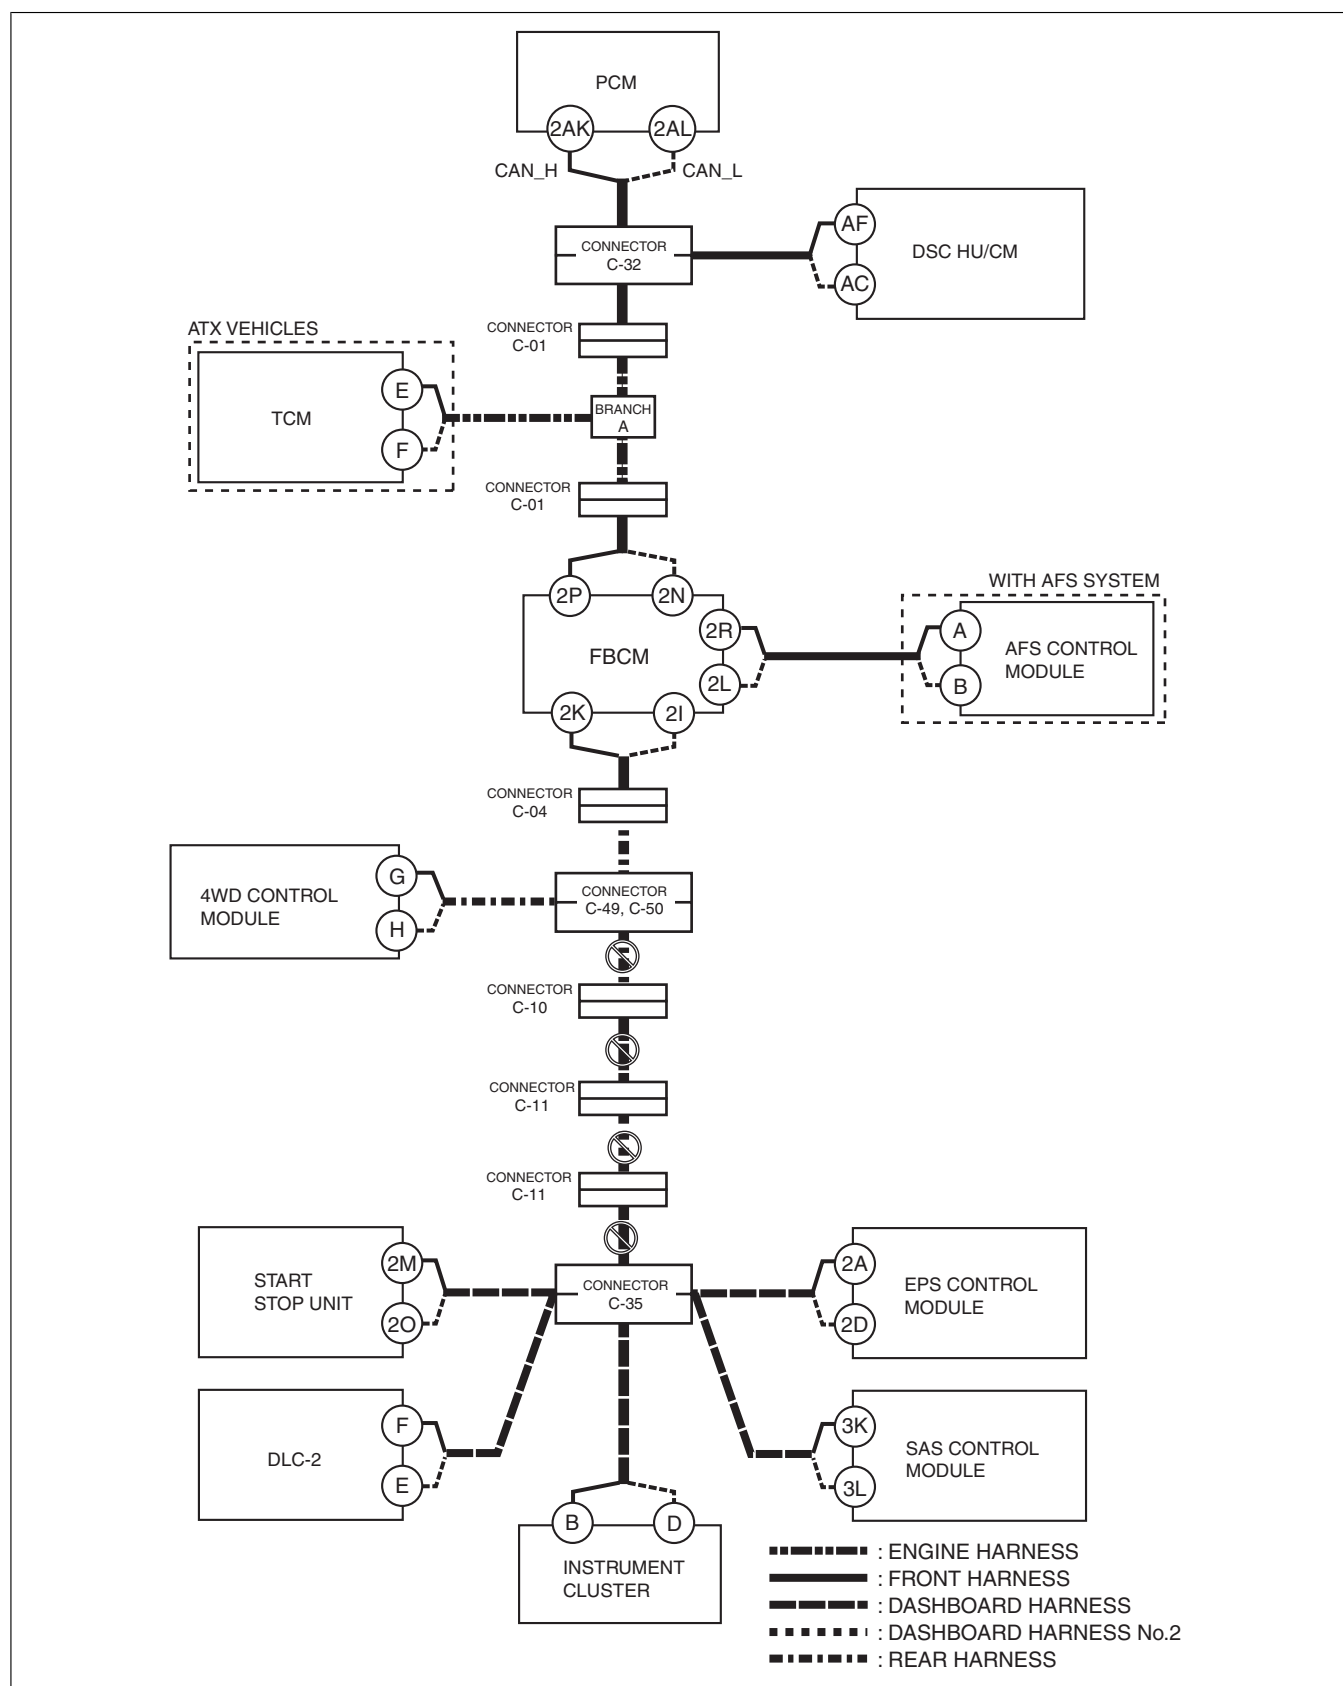 PCM
2AK
2AL
CAN_H
CAN_L
CONNECTOR
C-32
AF
AC
DSC HU/CM
CONNECTOR
C-01
ATX VEHICLES
TCM
E
F
BRANCH
A
CONNECTOR
C-01
2P
2N
FBCM
2R
2L
2K
2I
WITH AFS SYSTEM
A
B
AFS CONTROL
MODULE
CONNECTOR
C-04
4WD CONTROL
MODULE
G
H
CONNECTOR
C-49, C-50
CONNECTOR
C-10
CONNECTOR
C-11
CONNECTOR
C-11
START
STOP UNIT
2M
2O
CONNECTOR
C-35
2A
2D
EPS CONTROL
MODULE
DLC-2
F
E
3K
3L
SAS CONTROL
MODULE
B
D
INSTRUMENT
CLUSTER
: ENGINE HARNESS
: FRONT HARNESS
: DASHBOARD HARNESS
: DASHBOARD HARNESS No.2
: REAR HARNESS